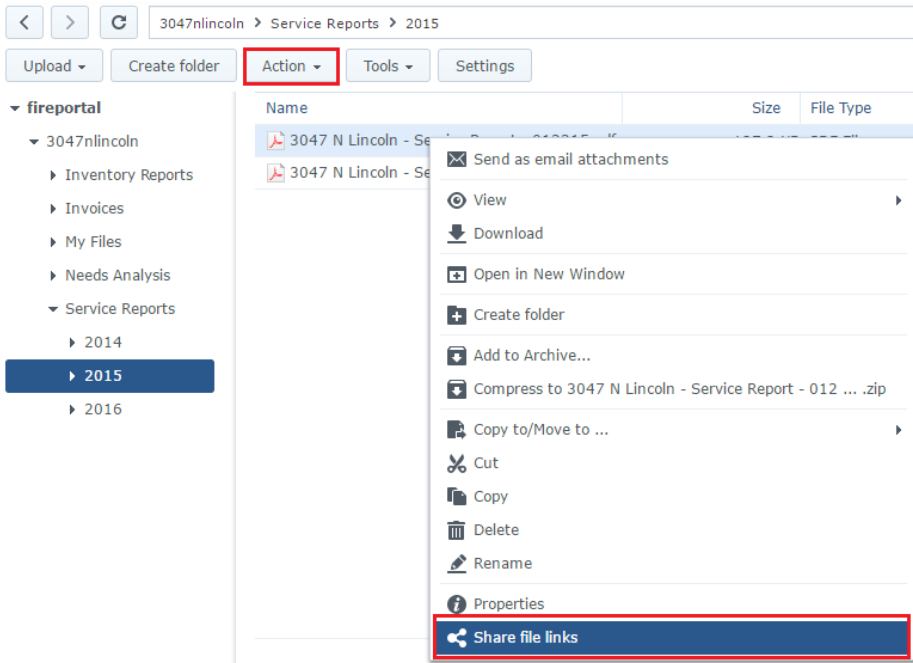 3047nlincoln > Service Reports > 2015
Upload Create folder Action Tools Settings
fireportal
3047nlincoln
Inventory Reports
Invoices
My Files
Needs Analysis
Service Reports
2014
2015
2016
Name Size File Type
3047 N Lincoln - Se
3047 N Lincoln - Se
Send as email attachments
View
Download
Open in New Window
Create folder
Add to Archive...
Compress to 3047 N Lincoln - Service Report - 012 ... .zip
Copy to/Move to ...
Cut
Copy
Delete
Rename
Properties
Share file links